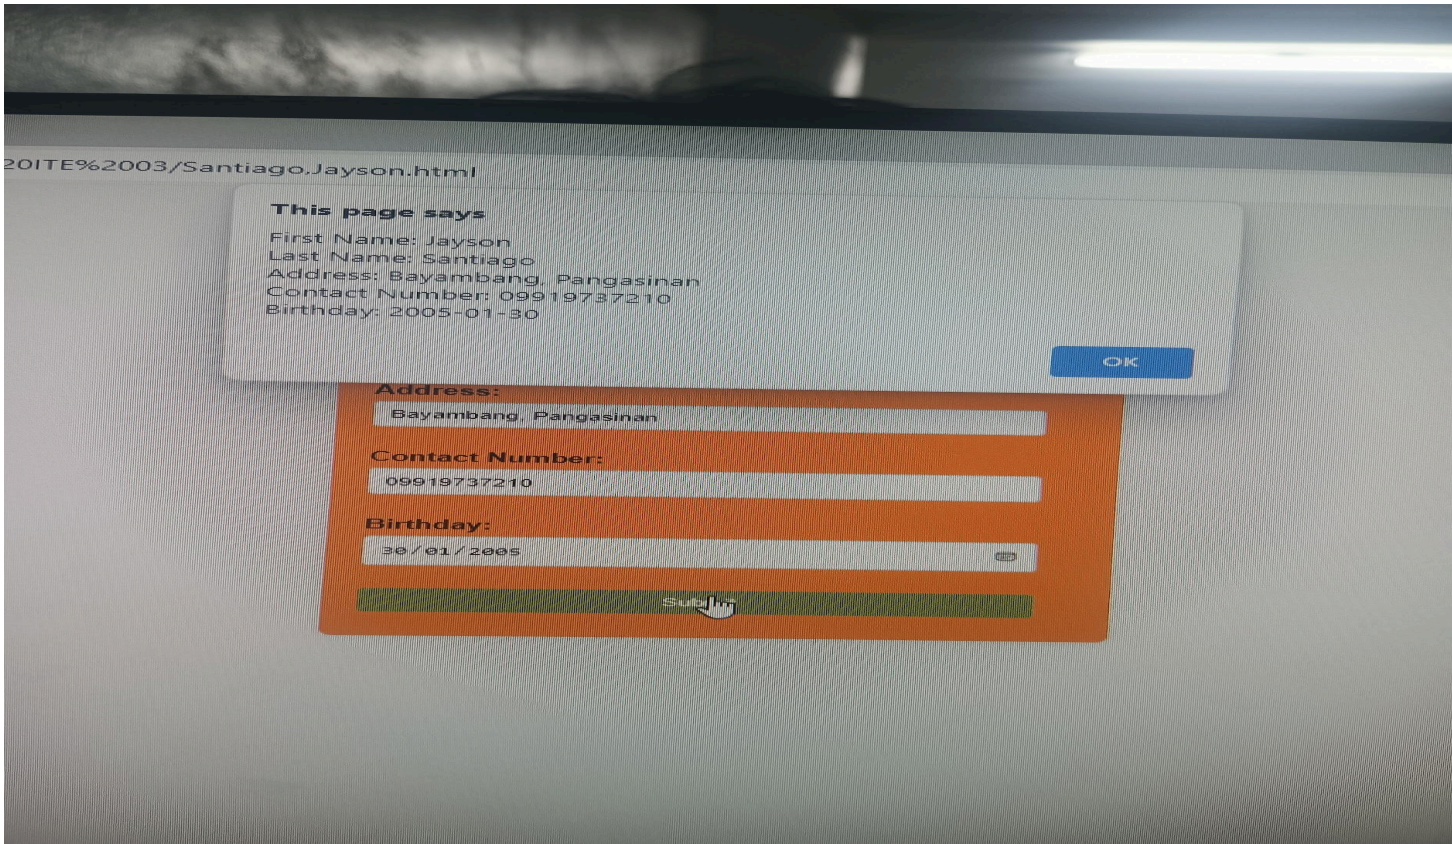 20ITE%2003/Santiago,Jayson.html
This page says
First Name: Jayson
Last Name: Santiago
Address: Bayambang, Pangasinan
Contact Number: 09919737210
Birthday: 2005-01-30
OK
Address:
Bayambang, Pangasinan
Contact Number:
09919737210
Birthday:
30/01/2005